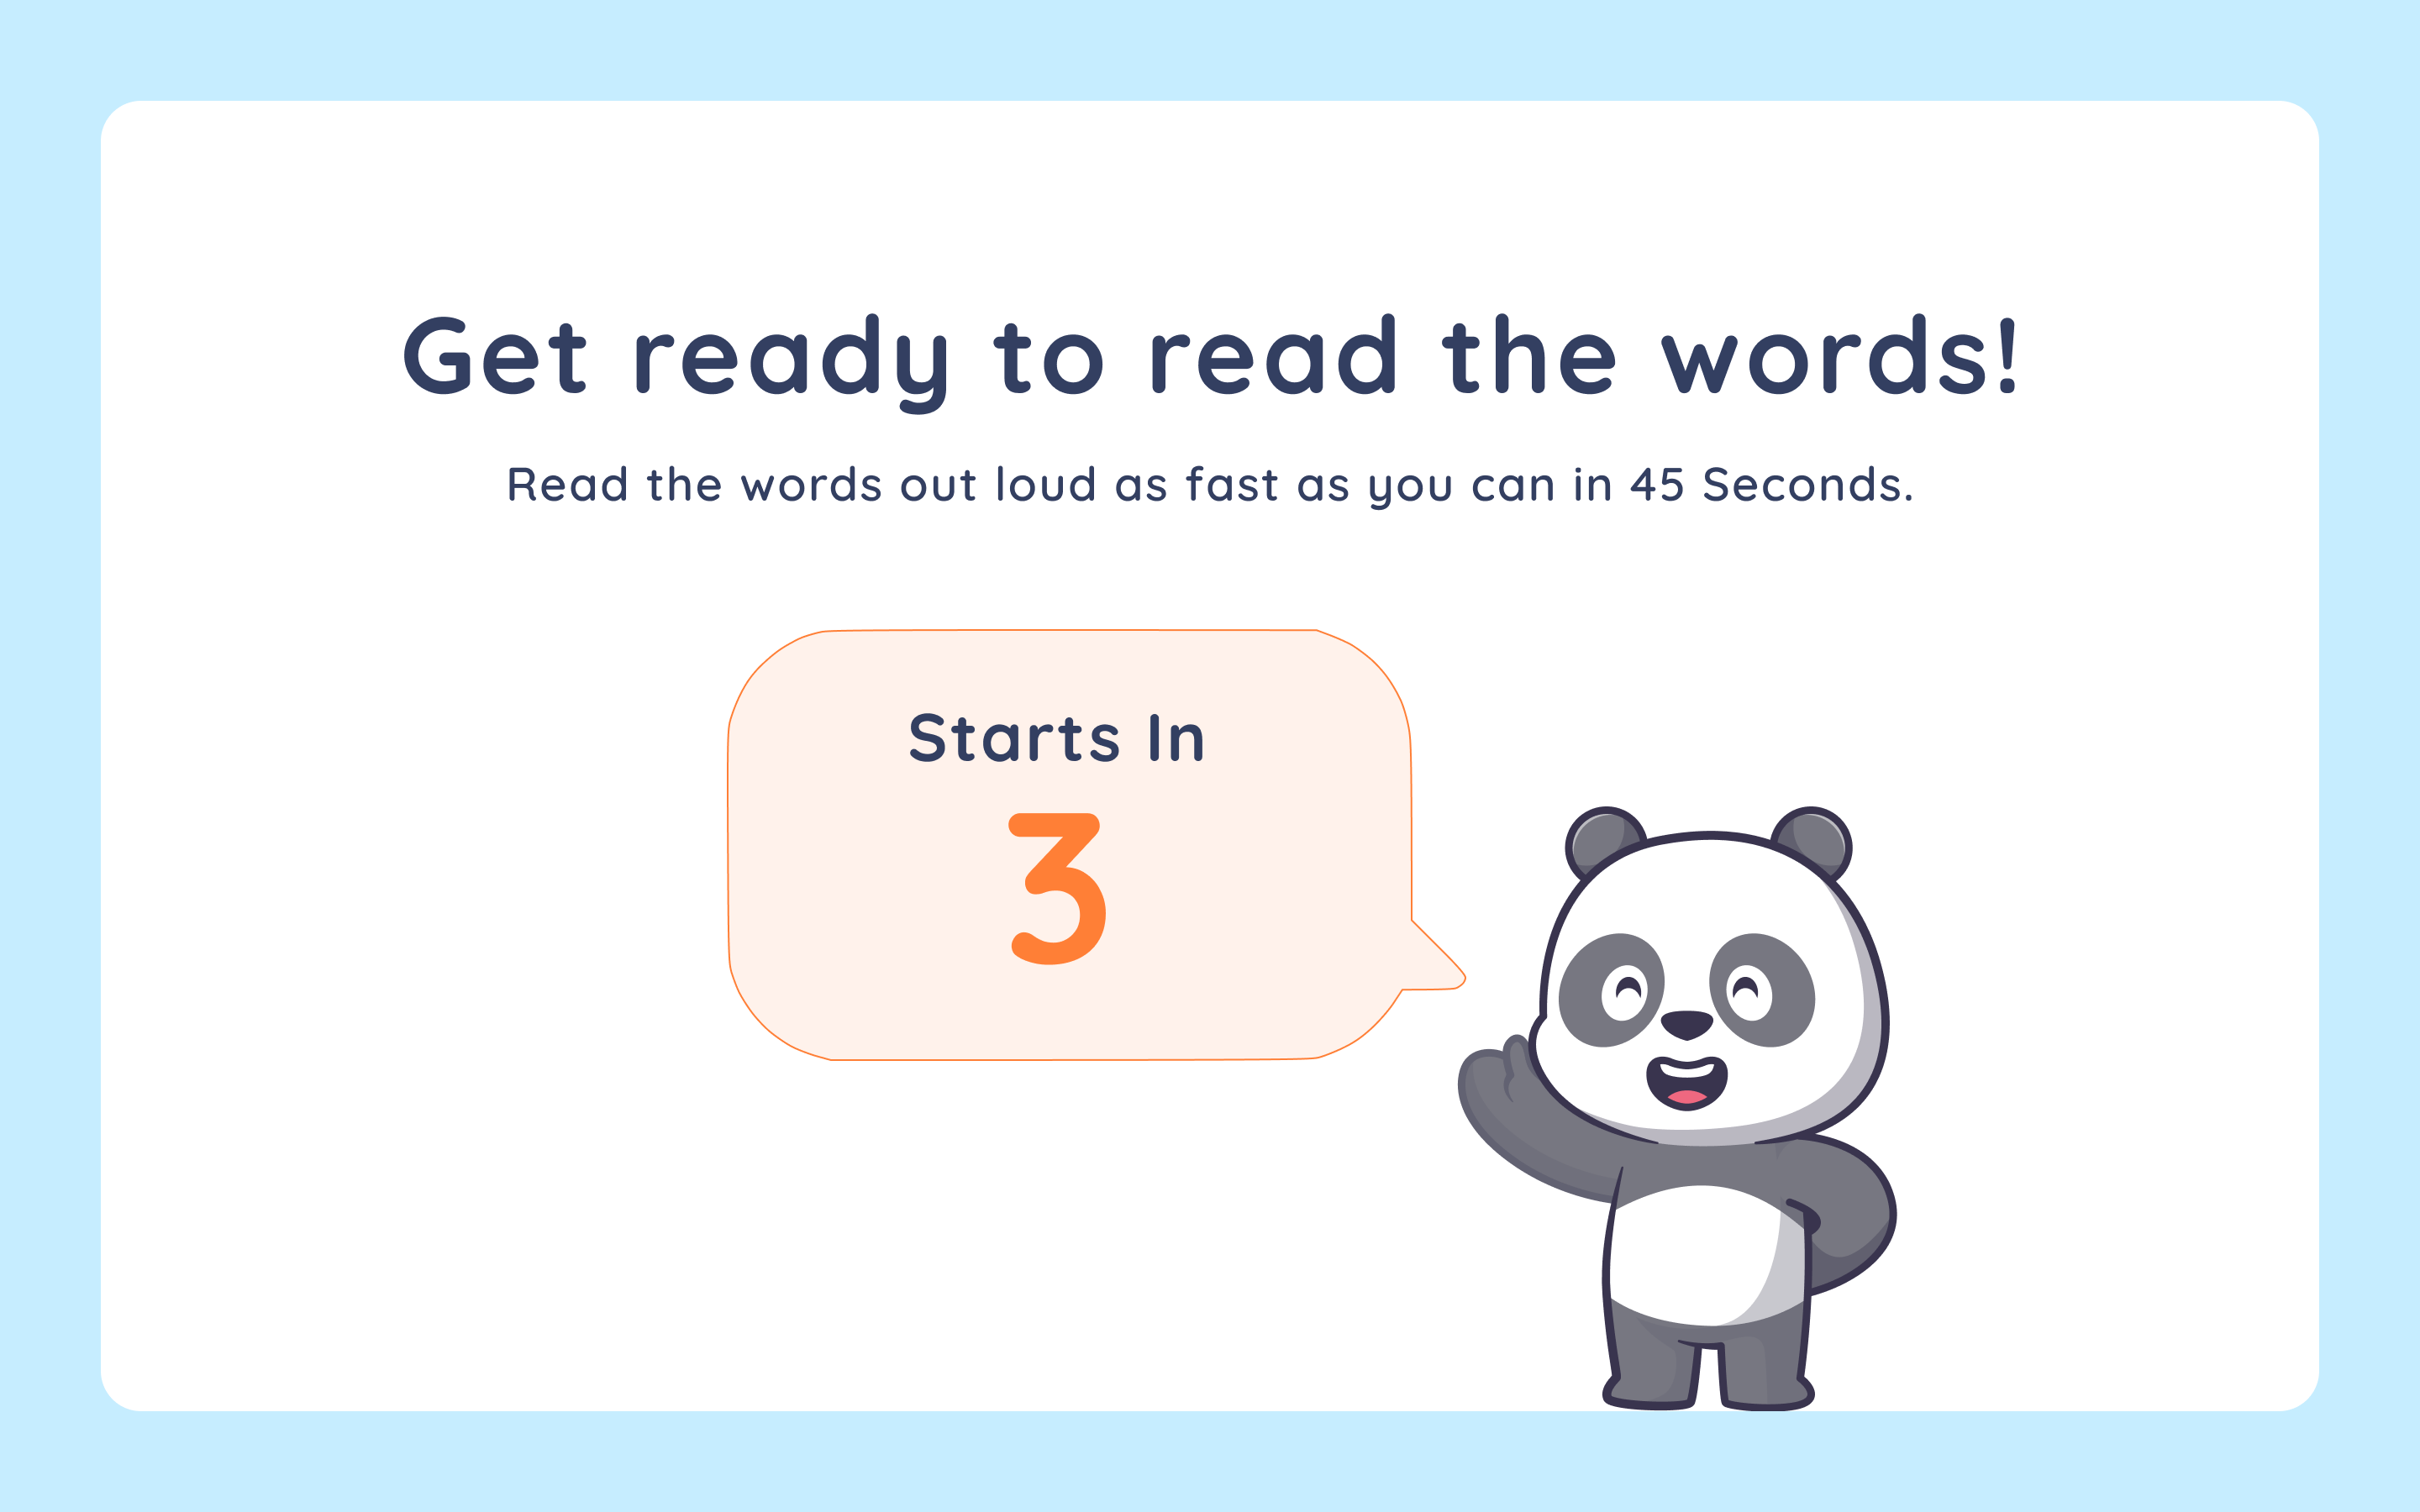 Get ready to read the words!
Read the words out loud as fast as you can in 45 Seconds.
Starts In
3